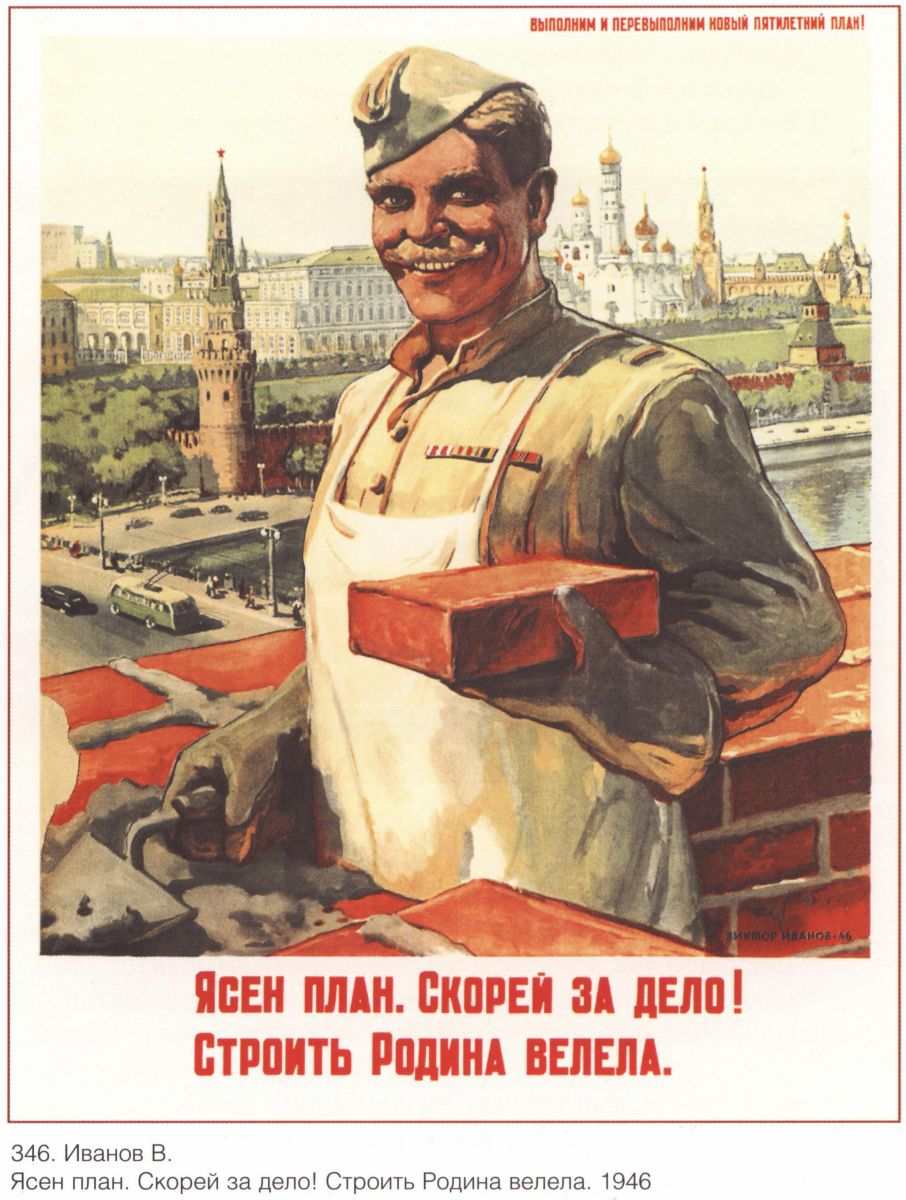 ВЫПОЛНИМ И ПЕРЕВЫПОЛНИМ НОВЫЙ ПЯТИЛЕТНИЙ ПЛАН!
ВИКТОР ИВАНОВ-46
ЯСЕН ПЛАН. СКОРЕЙ ЗА ДЕЛО!
СТРОИТЬ РОДИНА ВЕЛЕЛА.
346. Иванов В.
Ясен план. Скорей за дело! Строить Родина велела. 1946